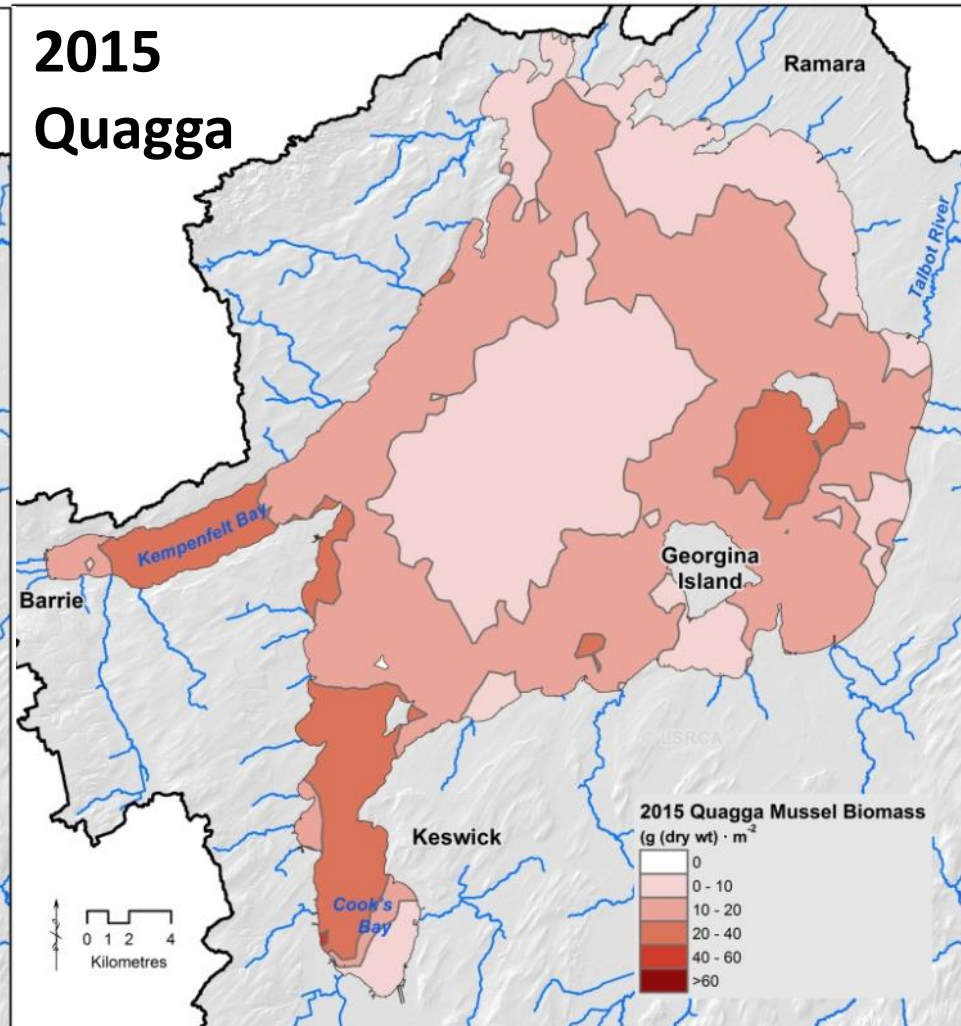 2015
Quagga
Ramara
Talbot River
Kempenfelt Bay
Barrie
Georgina
Island
LSRCA
Keswick
Cook's
Bay
2015 Quagga Mussel Biomass
(g (dry wt) · m⁻²
0
0 - 10
10 - 20
20 - 40
40 - 60
>60
0 1 2 4
Kilometres